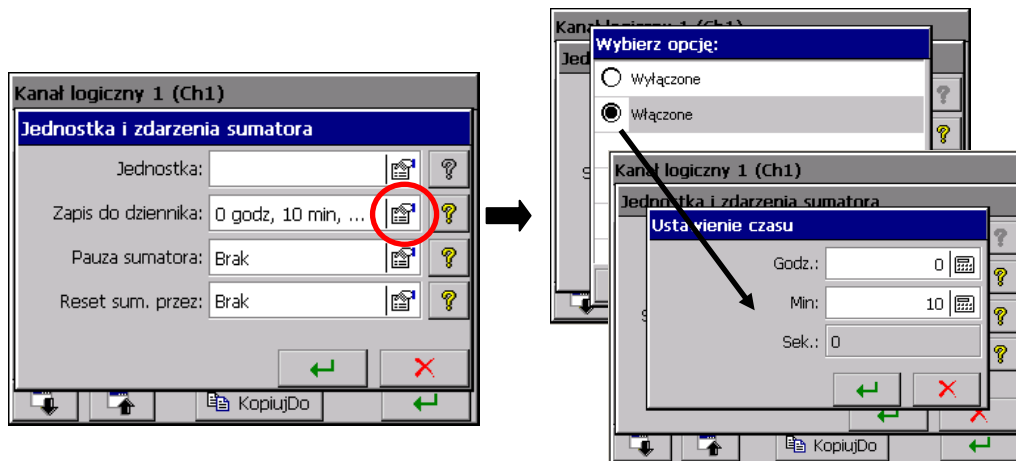 Kanał logiczny 1 (Ch1)
Jednostka i zdarzenia sumatora
Jednostka:
Zapis do dziennika: 0 godz, 10 min, ...
Pauza sumatora: Brak
Reset sum. przez: Brak
KopiujDo
Kanał logiczny 1 (Ch1)
Jed
Wybierz opcję:
Wyłączone
Włączone
Kanał logiczny 1 (Ch1)
Jednostka i zdarzenia sumatora
Ustawienie czasu
Godz.: 0
Min: 10
Sek.: 0
KopiujDo